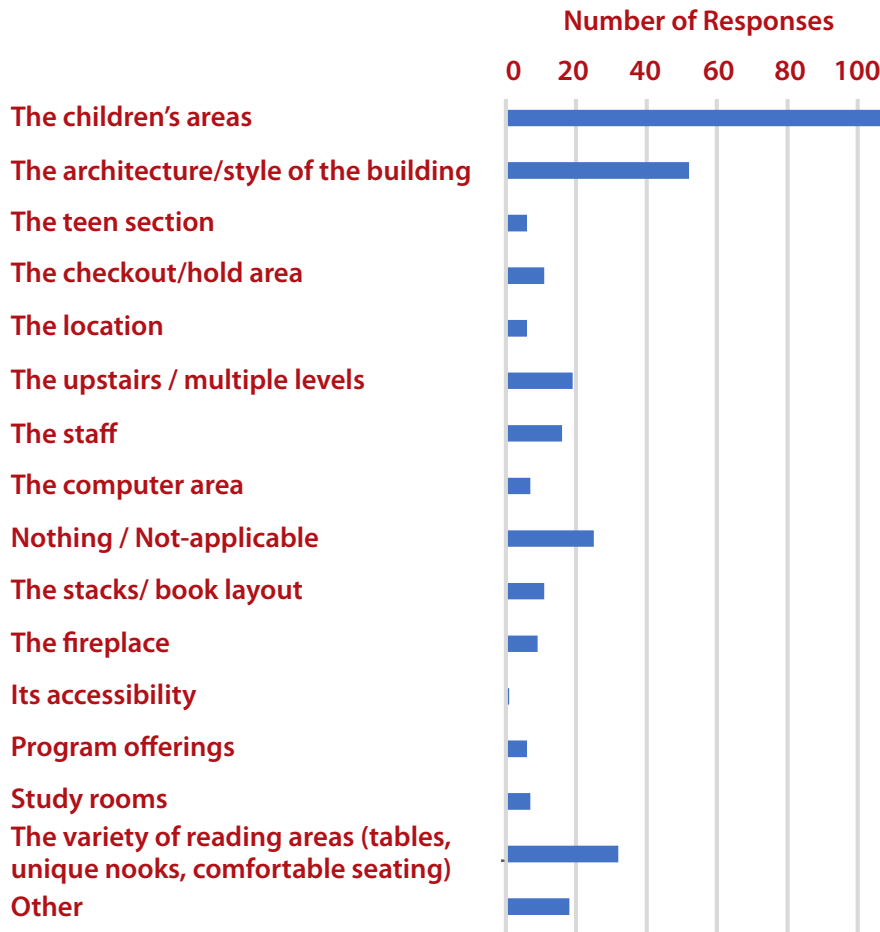 Number of Responses
0 20 40 60 80 100
The children’s areas
The architecture/style of the building
The teen section
The checkout/hold area
The location
The upstairs / multiple levels
The staff
The computer area
Nothing / Not-applicable
The stacks/ book layout
The fireplace
Its accessibility
Program offerings
Study rooms
The variety of reading areas (tables,
unique nooks, comfortable seating)
Other